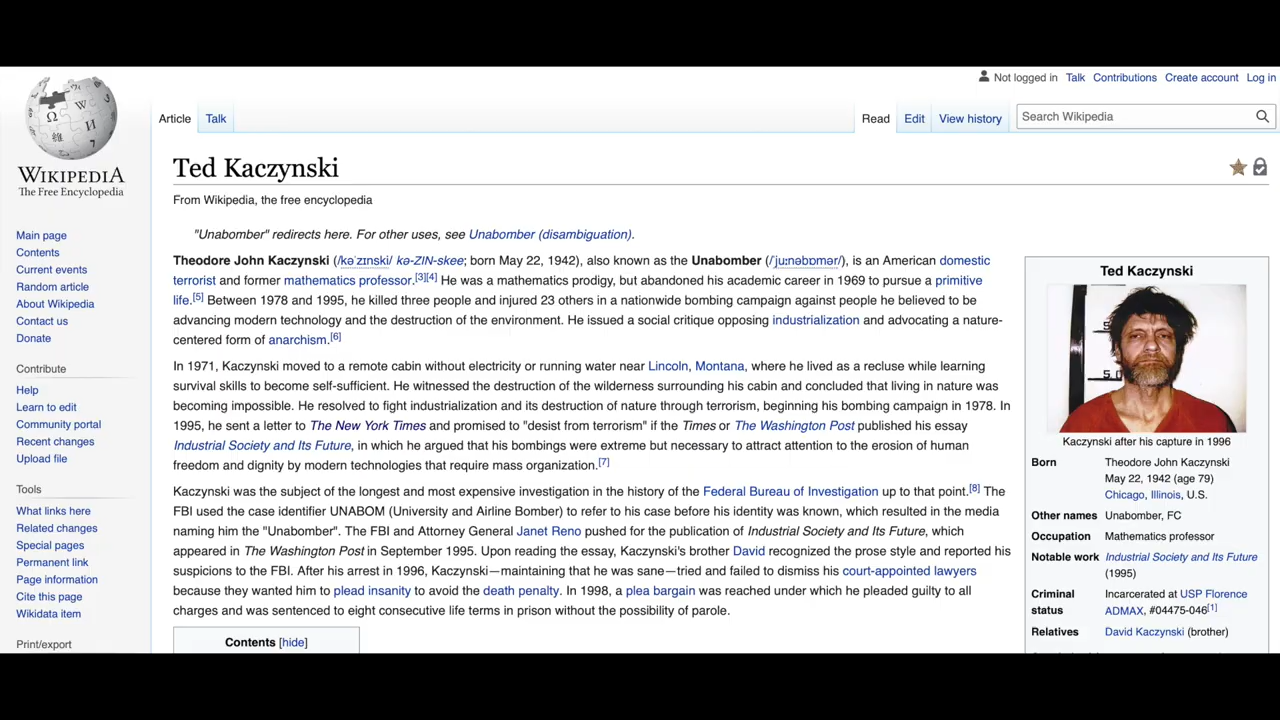 Not logged in Talk Contributions Create account Log in
Article Talk Read Edit View history Search Wikipedia
WIKIPEDIA
The Free Encyclopedia
Main page
Contents
Current events
Random article
About Wikipedia
Contact us
Donate
Contribute
Help
Learn to edit
Community portal
Recent changes
Upload file
Tools
What links here
Related changes
Special pages
Permanent link
Page information
Cite this page
Wikidata item
Print/export
Ted Kaczynski
From Wikipedia, the free encyclopedia
"Unabomber" redirects here. For other uses, see Unabomber (disambiguation).
Theodore John Kaczynski (/kəˈzɪnski/ kə-ZIN-skee; born May 22, 1942), also known as the Unabomber (/ˈjuːnəbɒmər/), is an American domestic
terrorist and former mathematics professor.[3][4] He was a mathematics prodigy, but abandoned his academic career in 1969 to pursue a primitive
life.[5] Between 1978 and 1995, he killed three people and injured 23 others in a nationwide bombing campaign against people he believed to be
advancing modern technology and the destruction of the environment. He issued a social critique opposing industrialization and advocating a nature-
centered form of anarchism.[6]
In 1971, Kaczynski moved to a remote cabin without electricity or running water near Lincoln, Montana, where he lived as a recluse while learning
survival skills to become self-sufficient. He witnessed the destruction of the wilderness surrounding his cabin and concluded that living in nature was
becoming impossible. He resolved to fight industrialization and its destruction of nature through terrorism, beginning his bombing campaign in 1978. In
1995, he sent a letter to The New York Times and promised to "desist from terrorism" if the Times or The Washington Post published his essay
Industrial Society and Its Future, in which he argued that his bombings were extreme but necessary to attract attention to the erosion of human
freedom and dignity by modern technologies that require mass organization.[7]
Kaczynski was the subject of the longest and most expensive investigation in the history of the Federal Bureau of Investigation up to that point.[8] The
FBI used the case identifier UNABOM (University and Airline Bomber) to refer to his case before his identity was known, which resulted in the media
naming him the "Unabomber". The FBI and Attorney General Janet Reno pushed for the publication of Industrial Society and Its Future, which
appeared in The Washington Post in September 1995. Upon reading the essay, Kaczynski's brother David recognized the prose style and reported his
suspicions to the FBI. After his arrest in 1996, Kaczynski—maintaining that he was sane—tried and failed to dismiss his court-appointed lawyers
because they wanted him to plead insanity to avoid the death penalty. In 1998, a plea bargain was reached under which he pleaded guilty to all
charges and was sentenced to eight consecutive life terms in prison without the possibility of parole.
Contents [hide]
Ted Kaczynski
Kaczynski after his capture in 1996
Born Theodore John Kaczynski
May 22, 1942 (age 79)
Chicago, Illinois, U.S.
Other names Unabomber, FC
Occupation Mathematics professor
Notable work Industrial Society and Its Future
(1995)
Criminal Incarcerated at USP Florence
status ADMAX, #04475-046[1]
Relatives David Kaczynski (brother)